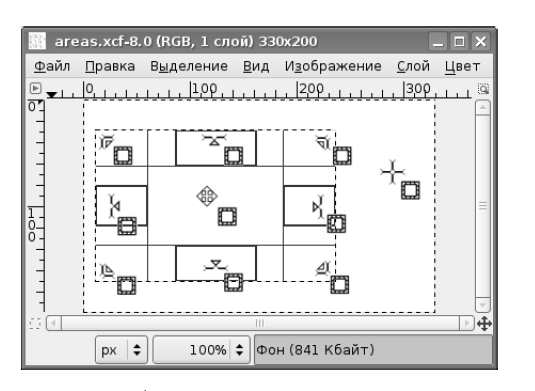 areas.xcf-8.0 (RGB, 1 слой) 330x200
Файл Правка Выделение Вид Изображение Слой Цвет
0 100 200 300
0
100
px 100% Фон (841 Кбайт)